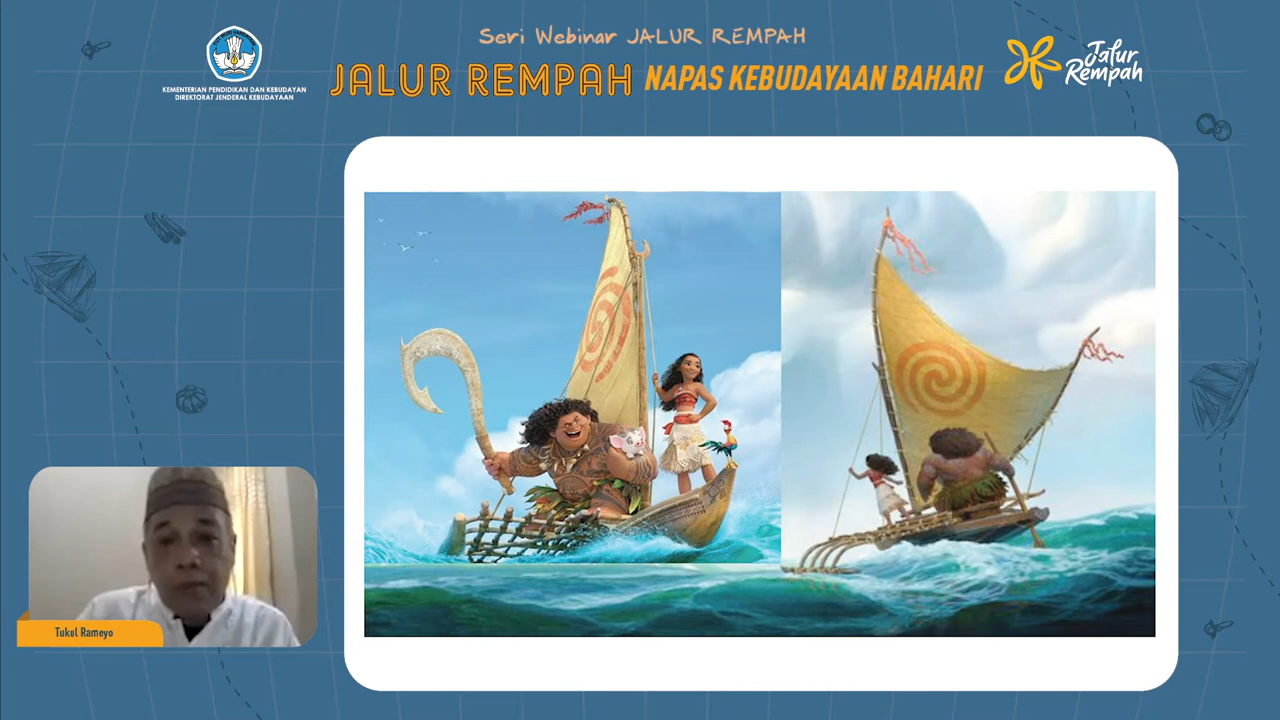 Seri Webinar JALUR REMPAH
JALUR REMPAH NAPAS KEBUDAYAAN BAHARI
KEMENTERIAN PENDIDIKAN DAN KEBUDAYAAN
DIREKTORAT JENDERAL KEBUDAYAAN
Jalur
Rempah
Tukul Rameyo